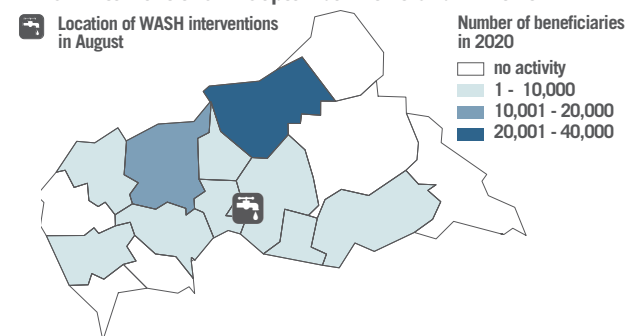 Location of WASH interventions
in August
Number of beneficiaries
in 2020
no activity
1 - 10,000
10,001 - 20,000
20,001 - 40,000